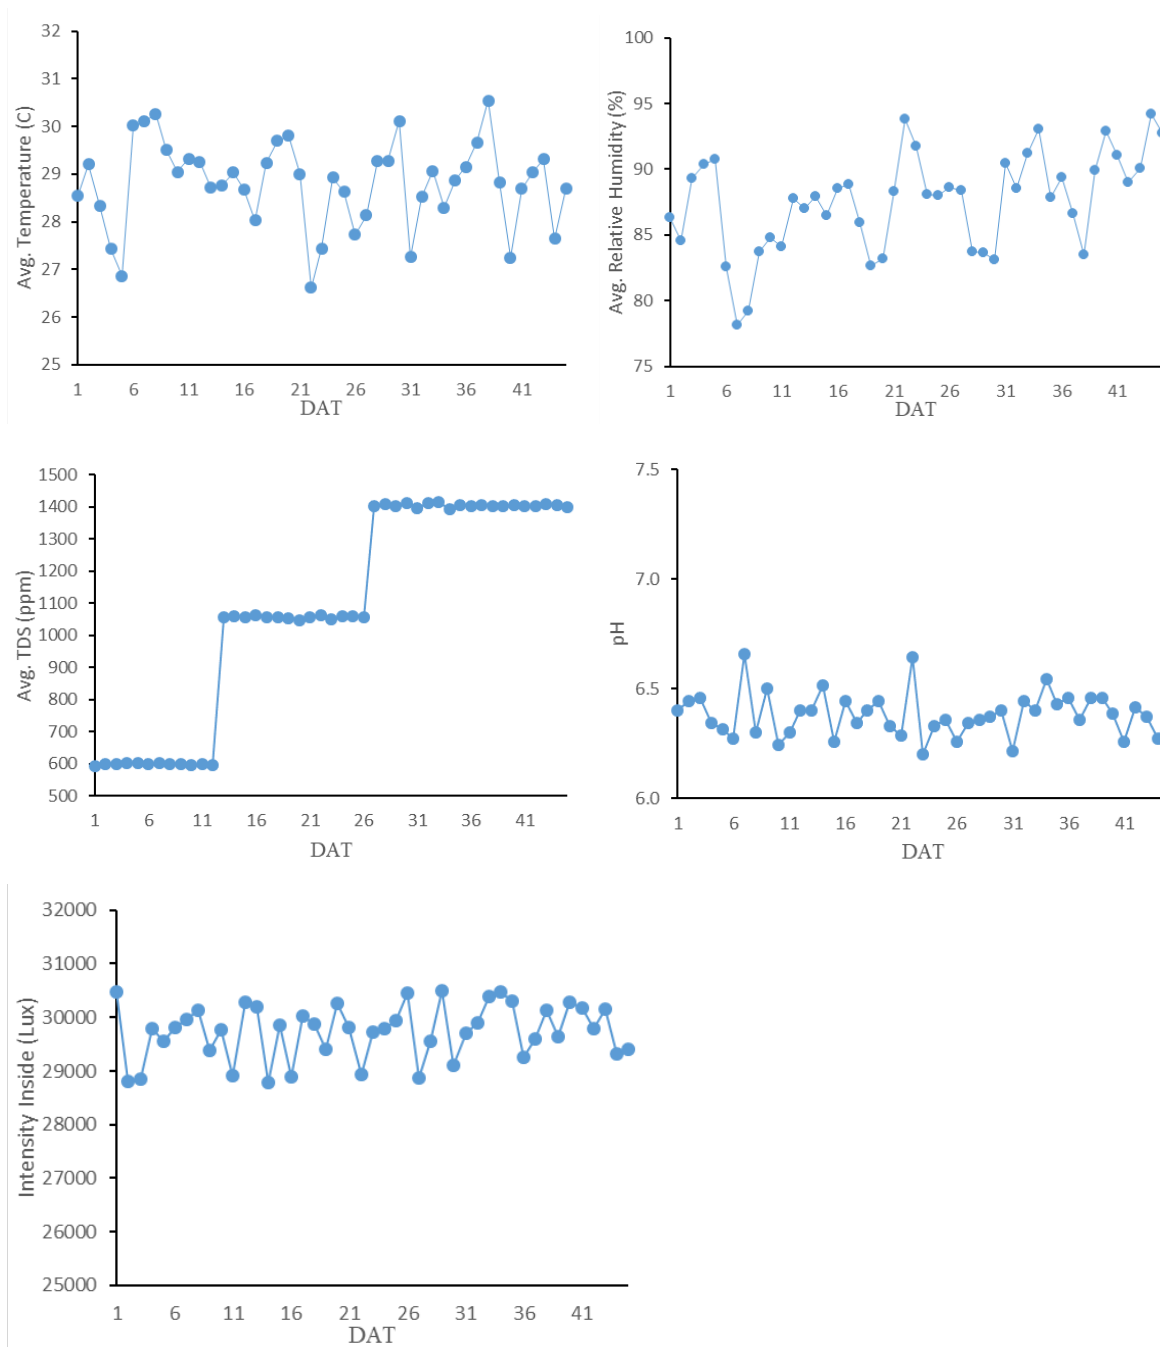 Avg. Temperature (C)
32
31
30
29
28
27
26
25
1 6 11 16 21 26 31 36 41
DAT
Avg. Relative Humidity (%)
100
95
90
85
80
75
1 6 11 16 21 26 31 36 41
DAT
Avg. TDS (ppm)
1500
1400
1300
1200
1100
1000
900
800
700
600
500
1 6 11 16 21 26 31 36 41
DAT
pH
7.5
7.0
6.5
6.0
1 6 11 16 21 26 31 36 41
DAT
Intensity Inside (Lux)
32000
31000
30000
29000
28000
27000
26000
25000
1 6 11 16 21 26 31 36 41
DAT